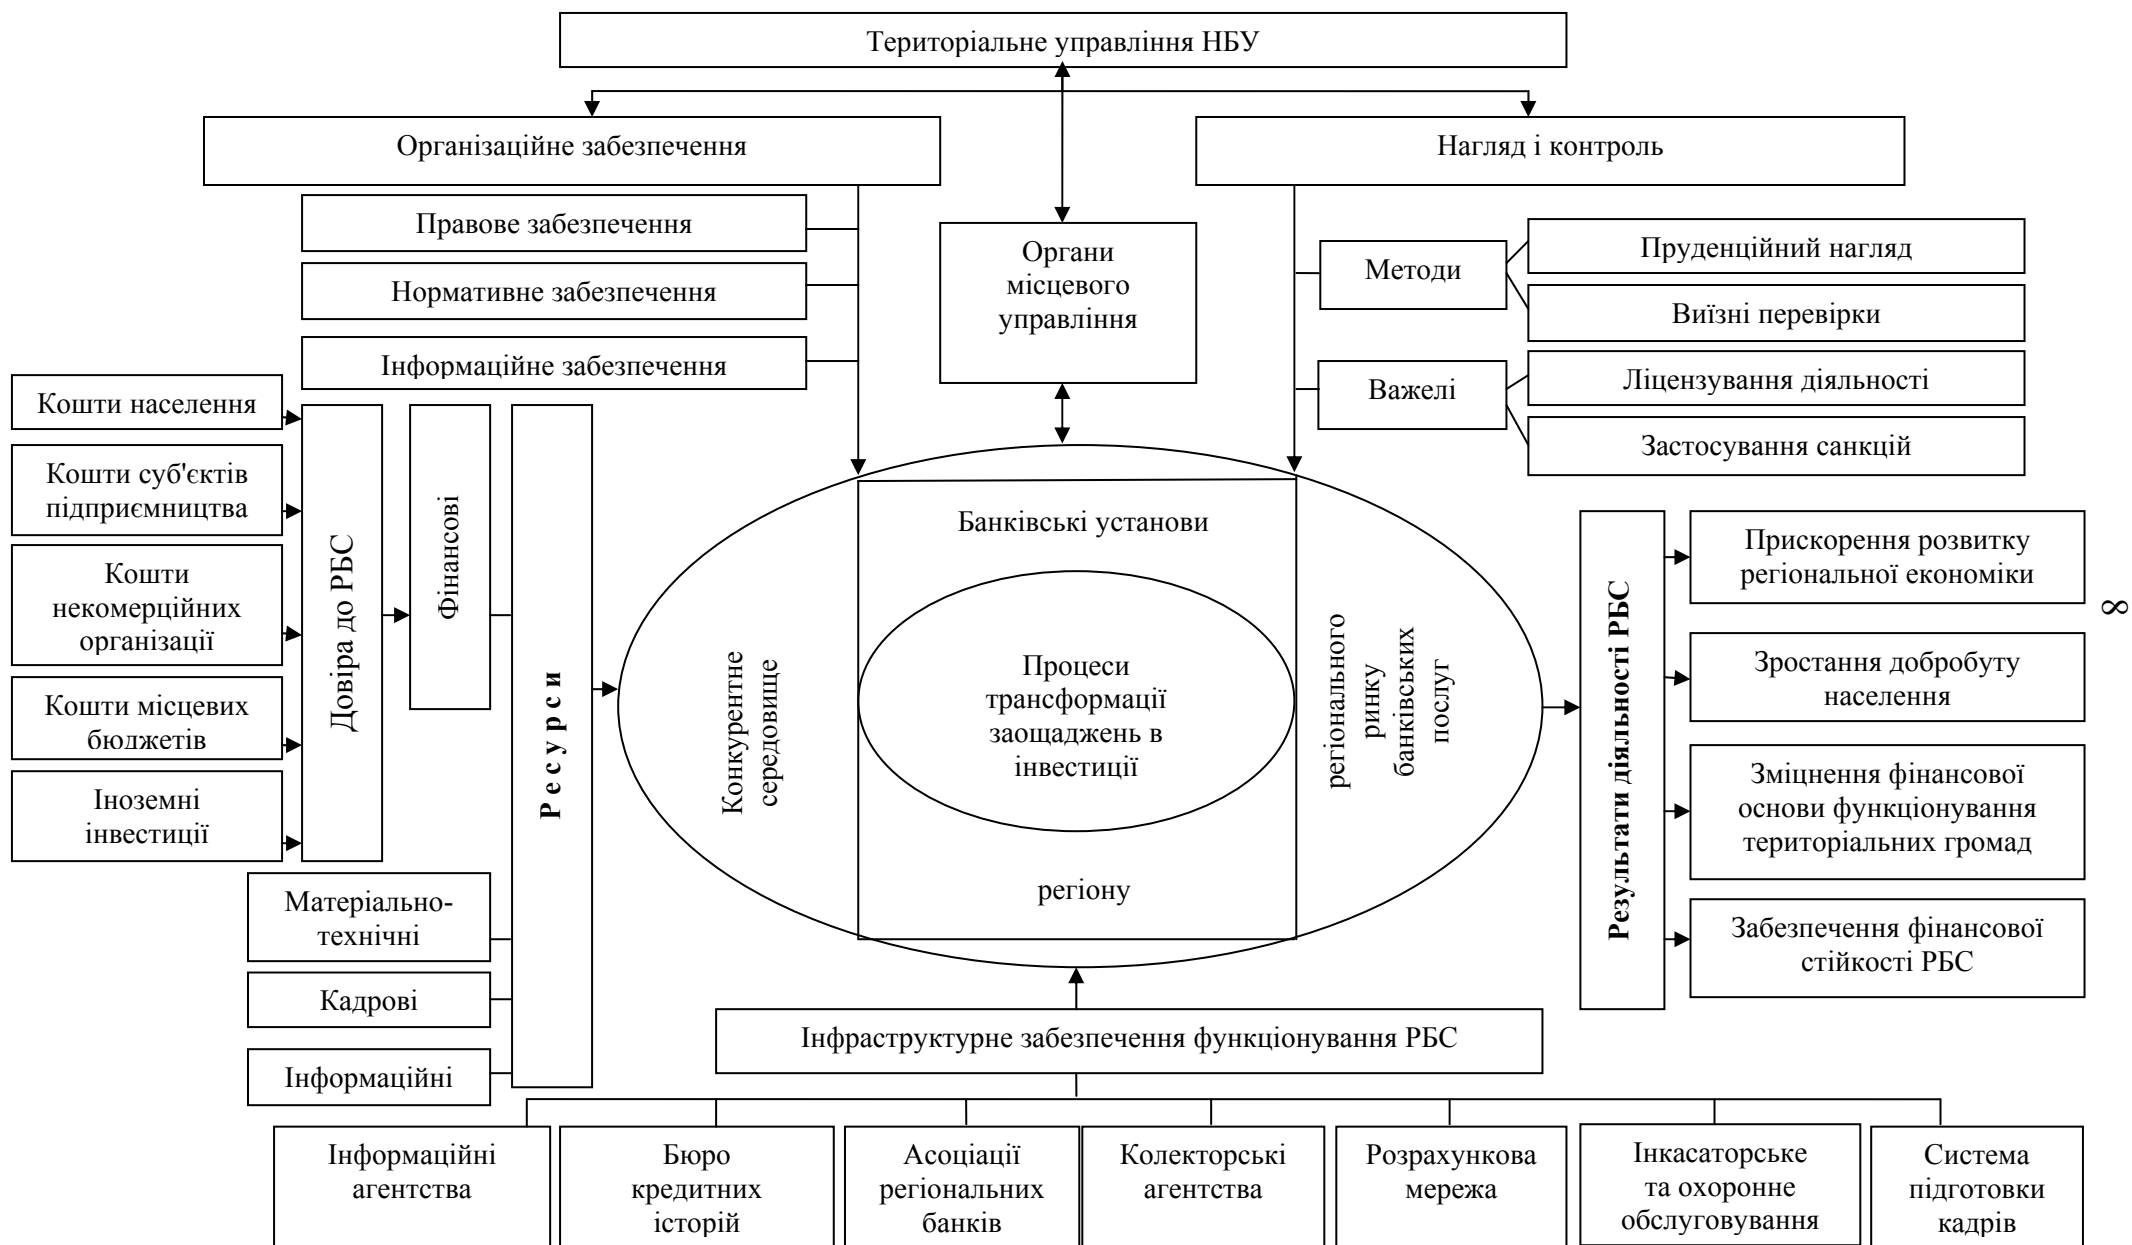 Територіальне управління НБУ
Організаційне забезпечення
Нагляд і контроль
Правове забезпечення
Нормативне забезпечення
Інформаційне забезпечення
Органи
місцевого
управління
Методи
Пруденційний нагляд
Виїзні перевірки
Важелі
Ліцензування діяльності
Застосування санкцій
Кошти населення
Кошти суб'єктів
підприємництва
Кошти
некомерційних
організації
Кошти місцевих
бюджетів
Іноземні
інвестиції
Довіра до РБС
Фінансові
Р е с у р с и
Матеріально-
технічні
Кадрові
Інформаційні
Конкурентне
середовище
Банківські установи
Процеси
трансформації
заощаджень в
інвестиції
регіону
регіонального
ринку
банківських
послуг
Результати діяльності РБС
Прискорення розвитку
регіональної економіки
Зростання добробуту
населення
Зміцнення фінансової
основи функціонування
територіальних громад
Забезпечення фінансової
стійкості РБС
8
Інфраструктурне забезпечення функціонування РБС
Інформаційні
агентства
Бюро
кредитних
історій
Асоціації
регіональних
банків
Колекторські
агентства
Розрахункова
мережа
Інкасаторське
та охоронне
обслуговування
Система
підготовки
кадрів